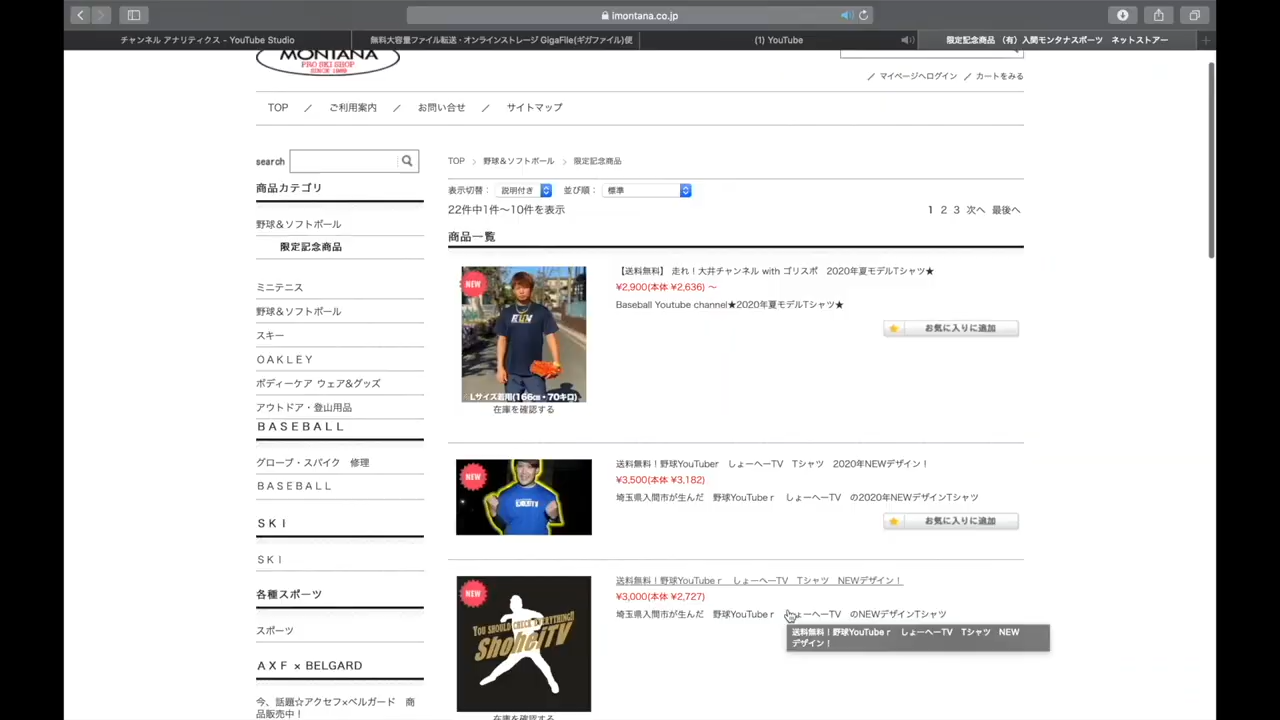 imontana.co.jp
チャンネル アナリティクス - YouTube Studio
無料大容量ファイル転送・オンラインストレージ GigaFile(ギガファイル)便
(1) YouTube
限定記念商品 （有）入間モンタナスポーツ　ネットストアー
MONTANA
PRO SKI SHOP
マイページへログイン
カートをみる
TOP ／ ご利用案内 ／ お問い合せ ／ サイトマップ
search
商品カテゴリ
野球＆ソフトボール
限定記念商品
ミニテニス
野球＆ソフトボール
スキー
ＯＡＫＬＥＹ
ボディーケア ウェア&グッズ
アウトドア・登山用品
ＢＡＳＥＢＡＬＬ
グローブ・スパイク　修理
ＢＡＳＥＢＡＬＬ
ＳＫＩ
ＳＫＩ
各種スポーツ
スポーツ
ＡＸＦ × BELGARD
今、話題☆アクセフ×ベルガード　商
品販売中！
TOP > 野球＆ソフトボール > 限定記念商品
表示切替： 説明付き 並び順： 標準
22件中1件～10件を表示
1 2 3 次へ 最後へ
商品一覧
NEW
RUN
Lサイズ着用(166㎝・70キロ)
在庫を確認する
【送料無料】 走れ！大井チャンネル with ゴリスポ　2020年夏モデルTシャツ★
¥2,900(本体 ¥2,636) ～
Baseball Youtube channel★2020年夏モデルTシャツ★
お気に入りに追加
NEW
送料無料！野球YouTuber　しょーへーTV　Tシャツ　2020年NEWデザイン！
¥3,500(本体 ¥3,182)
埼玉県入間市が生んだ　野球YouTubeｒ　しょーへーTV　の2020年NEWデザインTシャツ
お気に入りに追加
NEW
YOU SHOULD CHECK EVERYTHING!!
ShoheiTV
在庫を確認する
送料無料！野球YouTubeｒ　しょーへーTV　Tシャツ　NEWデザイン！
¥3,000(本体 ¥2,727)
埼玉県入間市が生んだ　野球YouTubeｒ　しょーへーTV　のNEWデザインTシャツ
送料無料！野球YouTubeｒ　しょーへーTV　Tシャツ　NEW
デザイン！